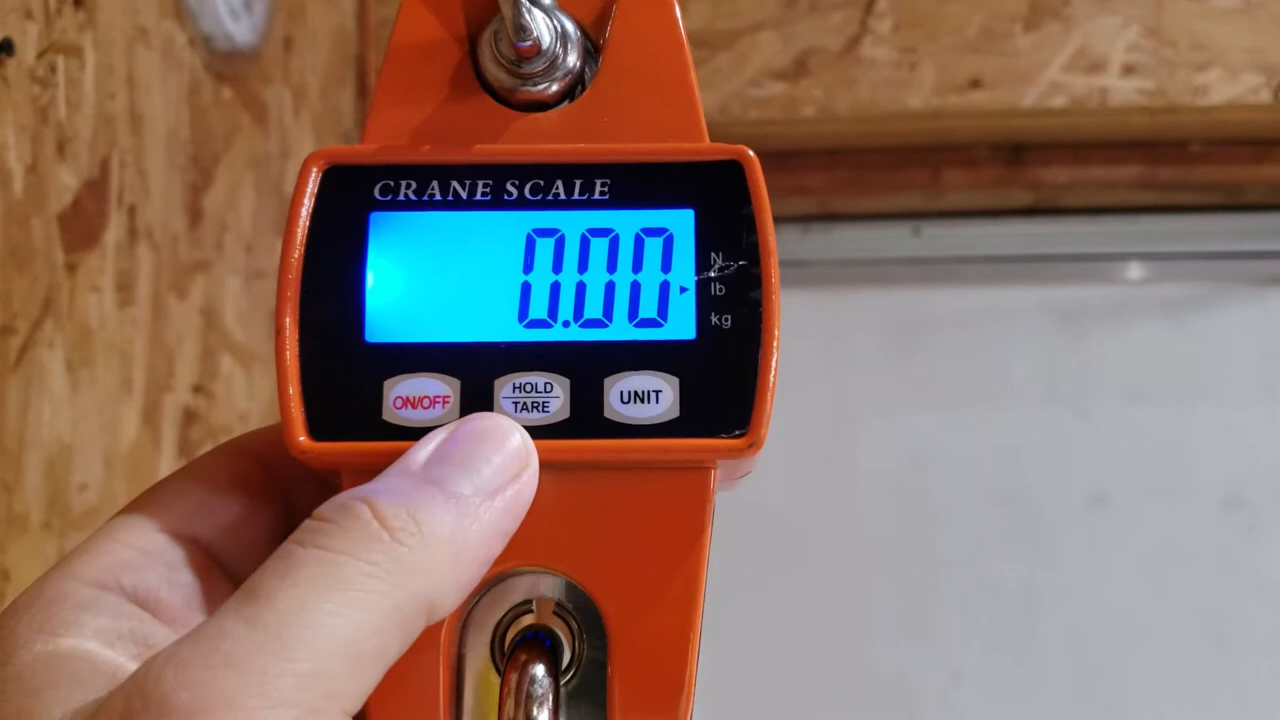 CRANE SCALE
0.00
N
lb
kg
ON/OFF
HOLD
TARE
UNIT